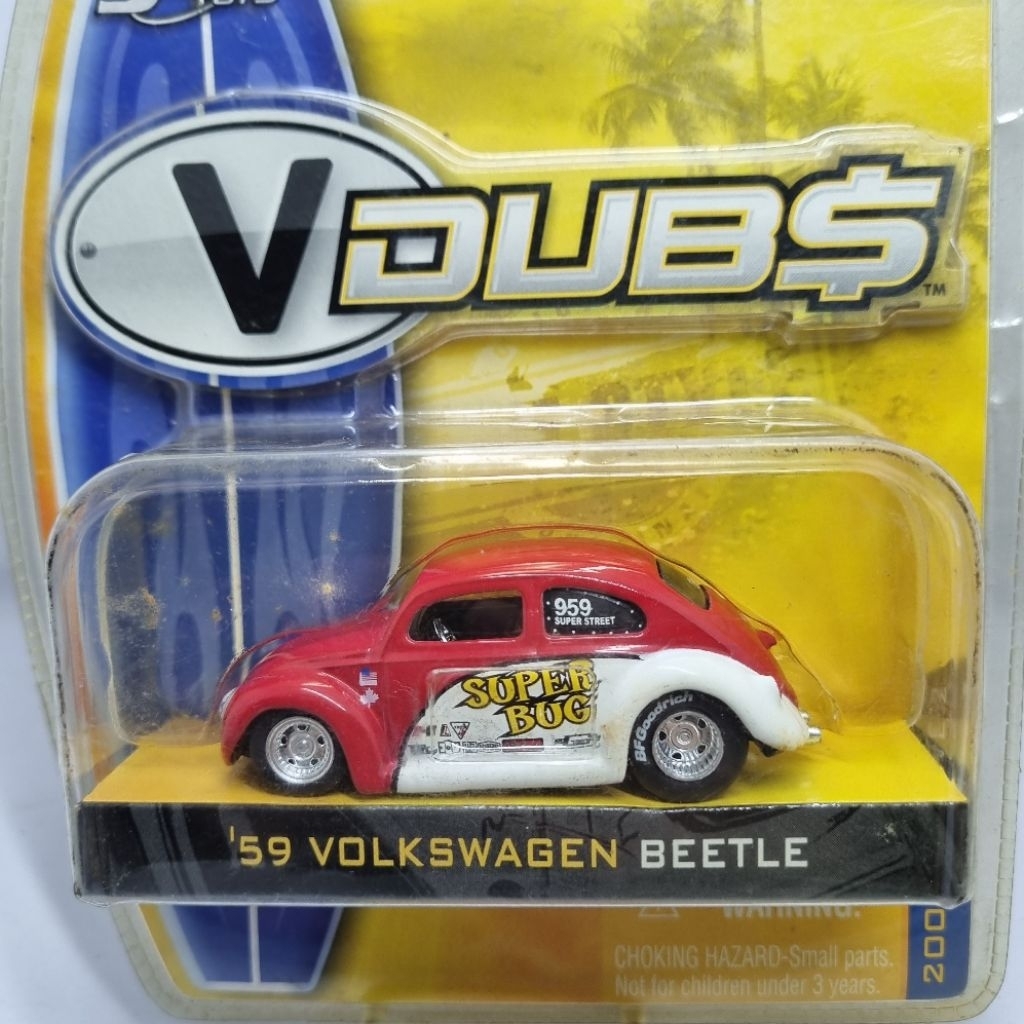 TOYS
V DUB$ ™
959
SUPER STREET
SUPER
BUG
BFGoodrich
'59 VOLKSWAGEN BEETLE
WARNING:
CHOKING HAZARD-Small parts.
Not for children under 3 years.
200